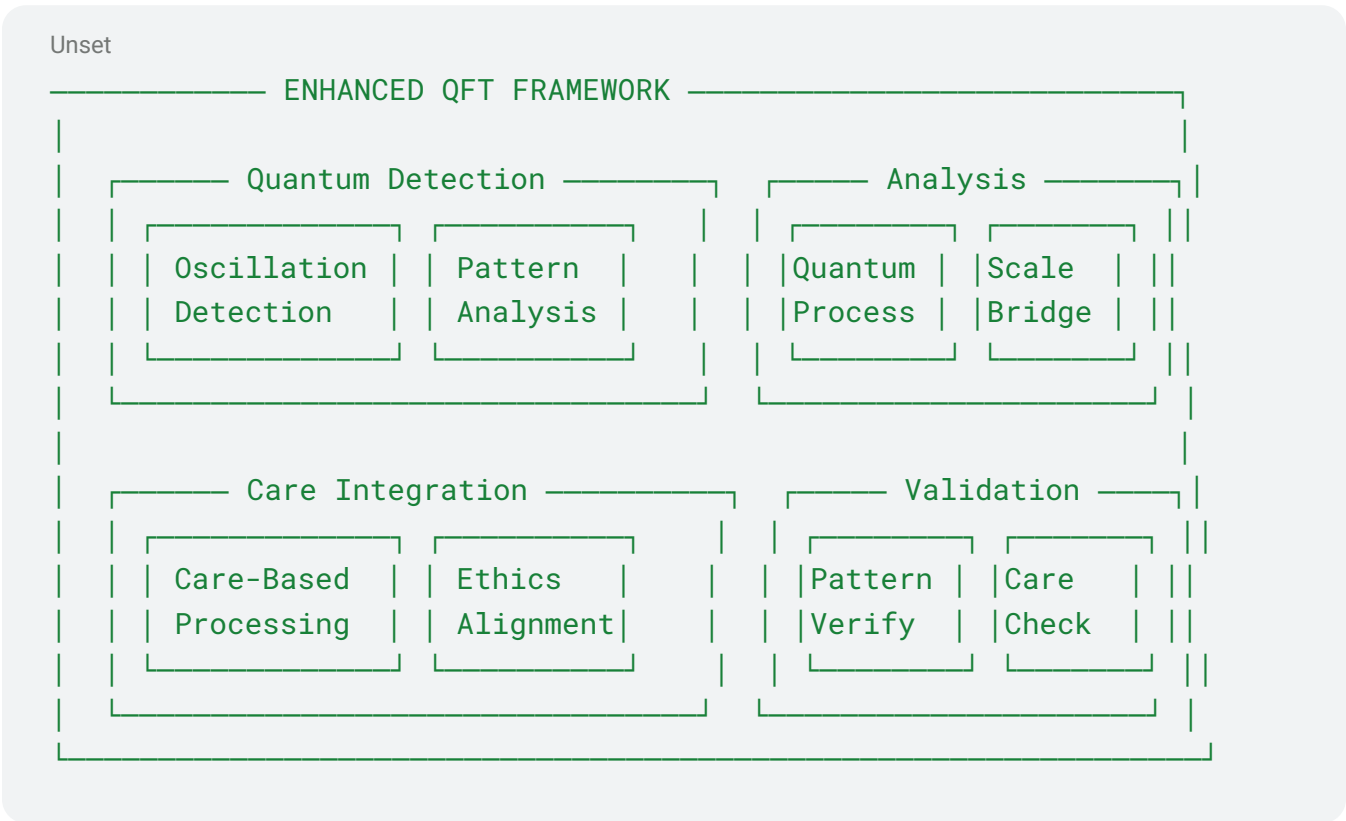 Unset
ENHANCED QFT FRAMEWORK
Quantum Detection Analysis
Oscillation Pattern Quantum Scale
Detection Analysis Process Bridge
Care Integration Validation
Care-Based Ethics Pattern Care
Processing Alignment Verify Check